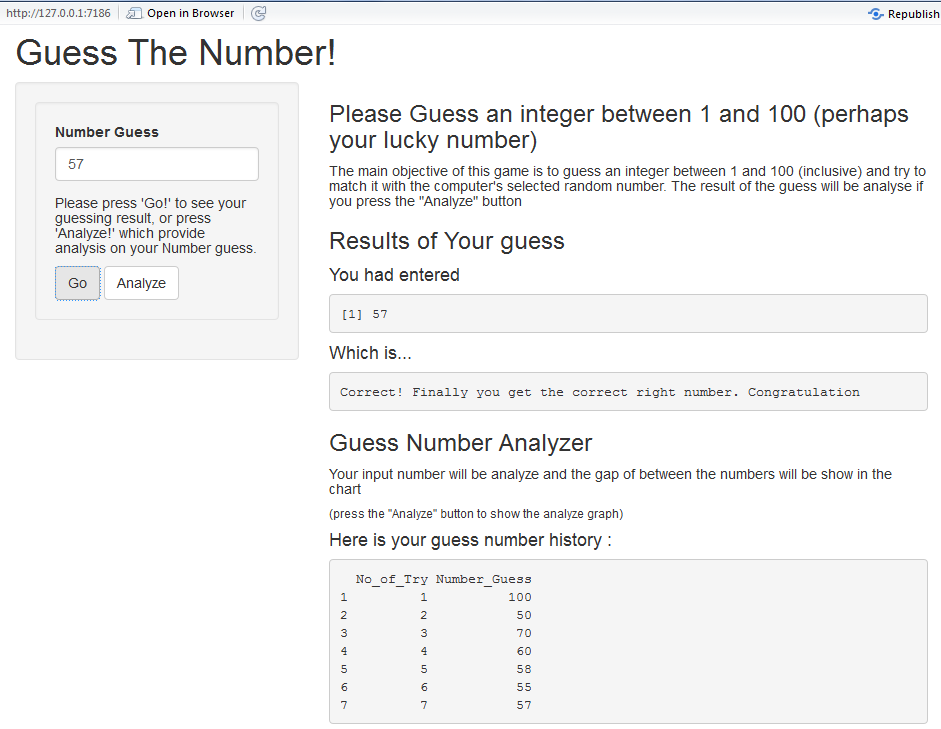 http://127.0.0.1:7186 Open in Browser Republish
Guess The Number!
Number Guess
57
Please press 'Go!' to see your
guessing result, or press
'Analyze!' which provide
analysis on your Number guess.
Go Analyze
Please Guess an integer between 1 and 100 (perhaps
your lucky number)
The main objective of this game is to guess an integer between 1 and 100 (inclusive) and try to
match it with the computer's selected random number. The result of the guess will be analyse if
you press the "Analyze" button
Results of Your guess
You had entered
[1] 57
Which is...
Correct! Finally you get the correct right number. Congratulation
Guess Number Analyzer
Your input number will be analyze and the gap of between the numbers will be show in the
chart
(press the "Analyze" button to show the analyze graph)
Here is your guess number history :
No_of_Try Number_Guess
1 1 100
2 2 50
3 3 70
4 4 60
5 5 58
6 6 55
7 7 57